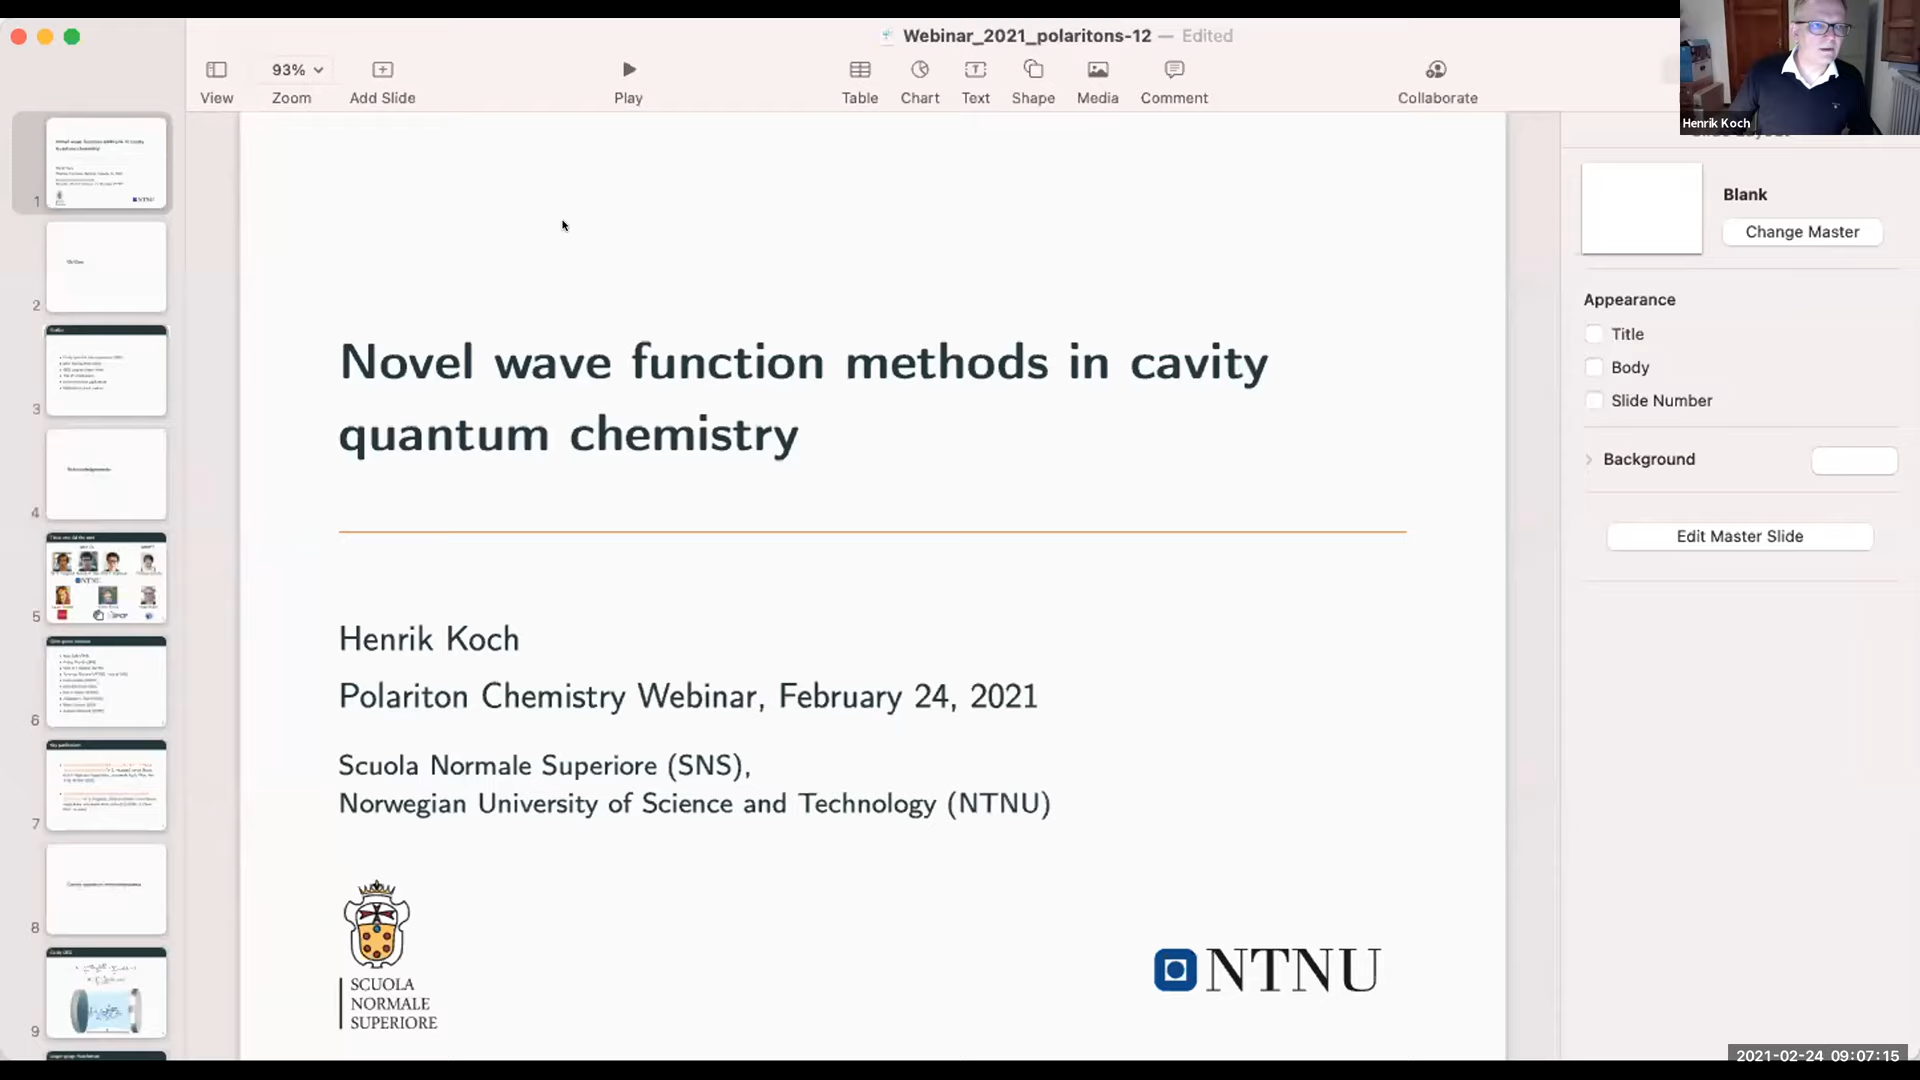 Webinar_2021_polaritons-12 — Edited
View
93%
Zoom
Add Slide
Play
Table
Chart
Text
Shape
Media
Comment
Collaborate
Henrik Koch
1
2
3
4
5
6
7
8
9
NTNU
Novel wave function methods in cavity
quantum chemistry
Henrik Koch
Polariton Chemistry Webinar, February 24, 2021
Scuola Normale Superiore (SNS),
Norwegian University of Science and Technology (NTNU)
SCUOLA
NORMALE
SUPERIORE
NTNU
Blank
Change Master
Appearance
Title
Body
Slide Number
Background
Edit Master Slide
2021-02-24 09:07:15